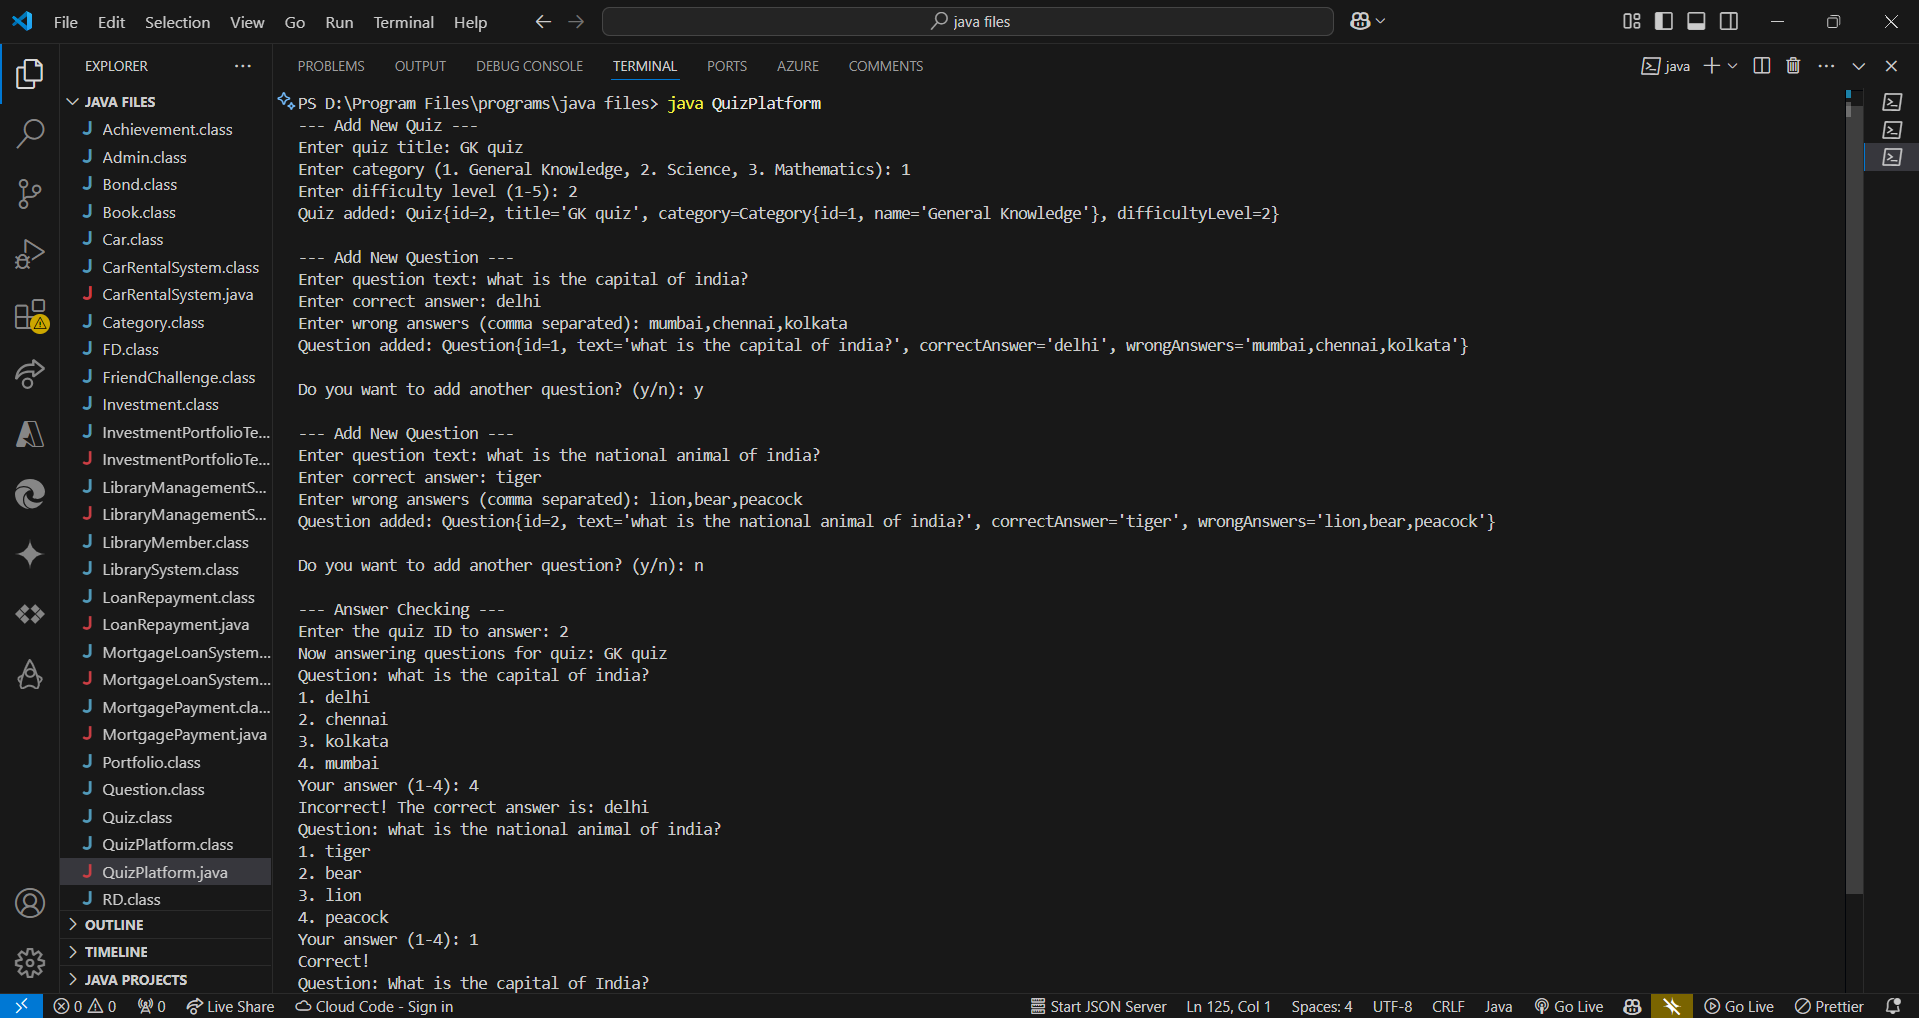 File Edit Selection View Go Run Terminal Help
java files
EXPLORER
JAVA FILES
Achievement.class
Admin.class
Bond.class
Book.class
Car.class
CarRentalSystem.class
CarRentalSystem.java
Category.class
FD.class
FriendChallenge.class
Investment.class
InvestmentPortfolioTe...
InvestmentPortfolioTe...
LibraryManagementS...
LibraryManagementS...
LibraryMember.class
LibrarySystem.class
LoanRepayment.class
LoanRepayment.java
MortgageLoanSystem...
MortgageLoanSystem...
MortgagePayment.cla...
MortgagePayment.java
Portfolio.class
Question.class
Quiz.class
QuizPlatform.class
QuizPlatform.java
RD.class
OUTLINE
TIMELINE
JAVA PROJECTS
PROBLEMS OUTPUT DEBUG CONSOLE TERMINAL PORTS AZURE COMMENTS
java
PS D:\Program Files\programs\java files> java QuizPlatform
--- Add New Quiz ---
Enter quiz title: GK quiz
Enter category (1. General Knowledge, 2. Science, 3. Mathematics): 1
Enter difficulty level (1-5): 2
Quiz added: Quiz{id=2, title='GK quiz', category=Category{id=1, name='General Knowledge'}, difficultyLevel=2}
--- Add New Question ---
Enter question text: what is the capital of india?
Enter correct answer: delhi
Enter wrong answers (comma separated): mumbai,chennai,kolkata
Question added: Question{id=1, text='what is the capital of india?', correctAnswer='delhi', wrongAnswers='mumbai,chennai,kolkata'}
Do you want to add another question? (y/n): y
--- Add New Question ---
Enter question text: what is the national animal of india?
Enter correct answer: tiger
Enter wrong answers (comma separated): lion,bear,peacock
Question added: Question{id=2, text='what is the national animal of india?', correctAnswer='tiger', wrongAnswers='lion,bear,peacock'}
Do you want to add another question? (y/n): n
--- Answer Checking ---
Enter the quiz ID to answer: 2
Now answering questions for quiz: GK quiz
Question: what is the capital of india?
1. delhi
2. chennai
3. kolkata
4. mumbai
Your answer (1-4): 4
Incorrect! The correct answer is: delhi
Question: what is the national animal of india?
1. tiger
2. bear
3. lion
4. peacock
Your answer (1-4): 1
Correct!
Question: What is the capital of India?
0 0 0 Live Share Cloud Code - Sign in Start JSON Server Ln 125, Col 1 Spaces: 4 UTF-8 CRLF Java Go Live Go Live Prettier